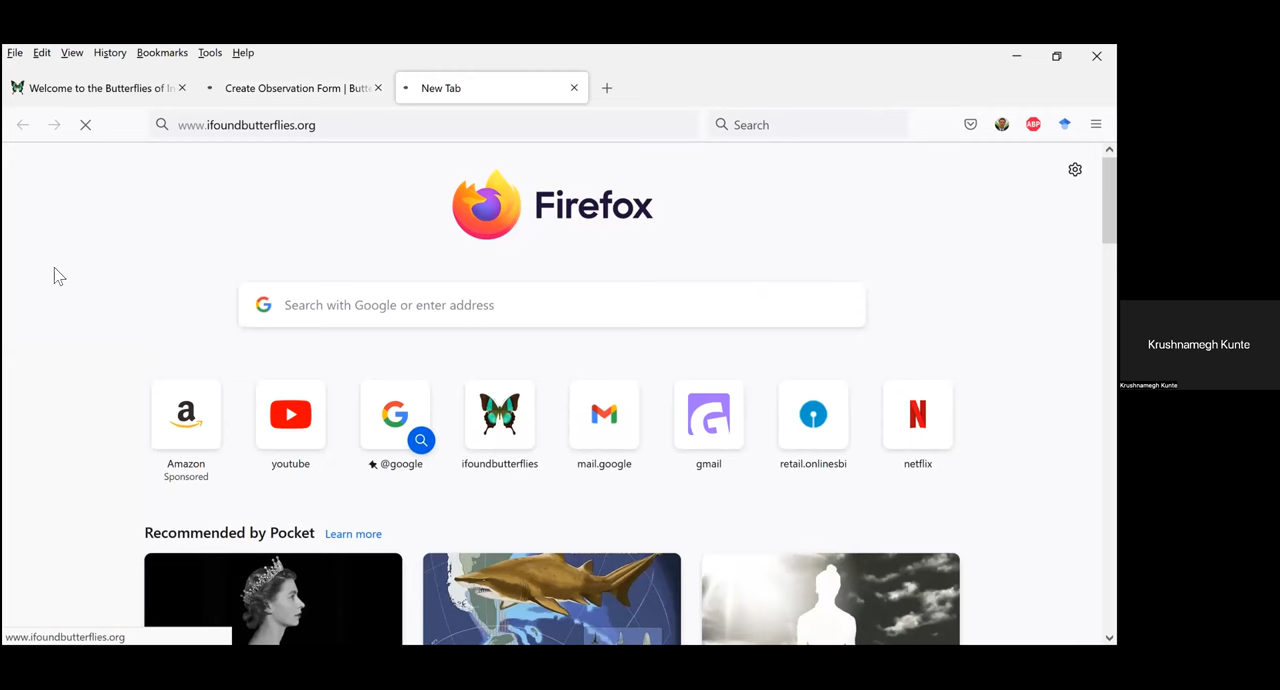 File Edit View History Bookmarks Tools Help
Welcome to the Butterflies of In
Create Observation Form | Butte
New Tab
www.ifoundbutterflies.org
Search
ABP
Firefox
Search with Google or enter address
Krushnamegh Kunte
Krushnamegh Kunte
Amazon
Sponsored
youtube
@google
ifoundbutterflies
mail.google
gmail
retail.onlinesbi
netflix
Recommended by Pocket Learn more
www.ifoundbutterflies.org